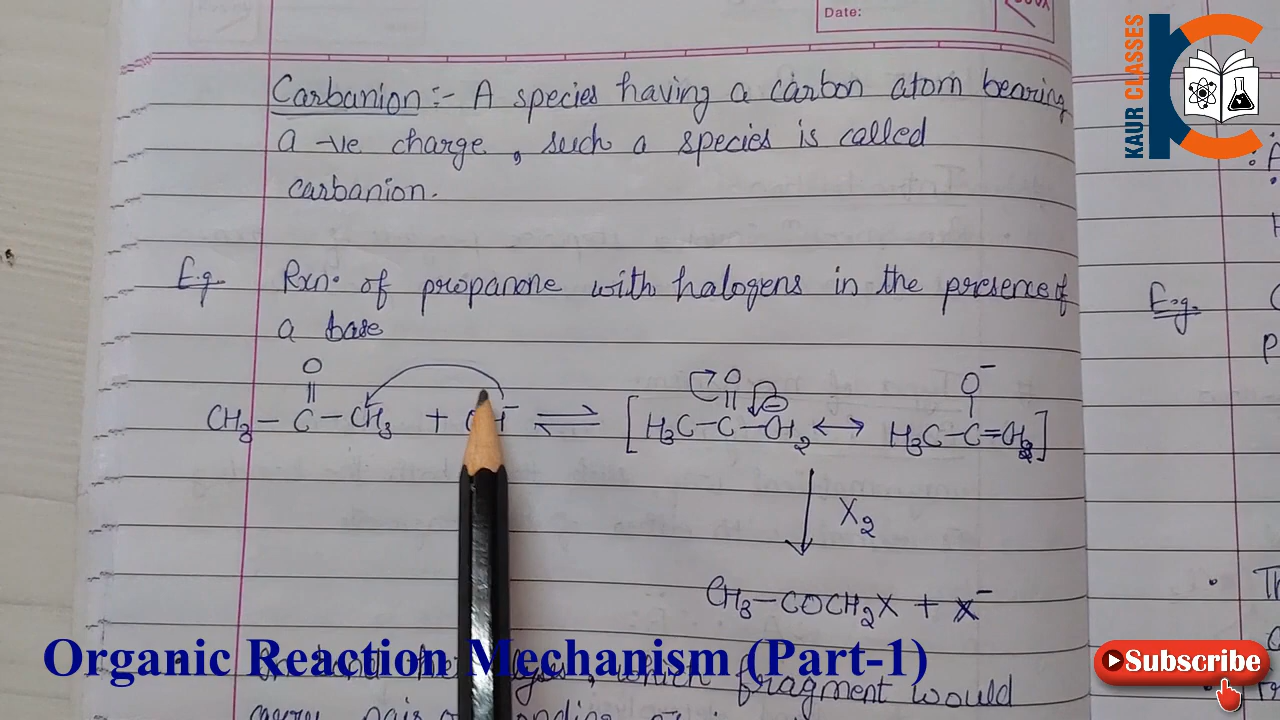 Date:
KAUR CLASSES
Carbanion :- A species having a carbon atom bearing
a -ve charge, such a species is called
carbanion.
E.g. Rxn. of propanone with halogens in the presence of
a base
O
||
CH3 — C — CH3 + OH⁻ ⇌ [H3C — C — CH2 ↔ H3C — C = CH2]
O
||
⊖
O⁻
X2
CH3 — COCH2X + X⁻
which fragment would
E.g.
Organic Reaction Mechanism (Part-1)
Subscribe